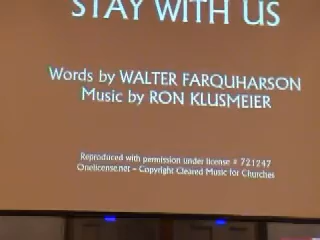 STAY WITH US
Words by WALTER FARQUHARSON
Music by RON KLUSMEIER
Reproduced with permission under license # 721247
Onelicense.net - Copyright Cleared Music for Churches